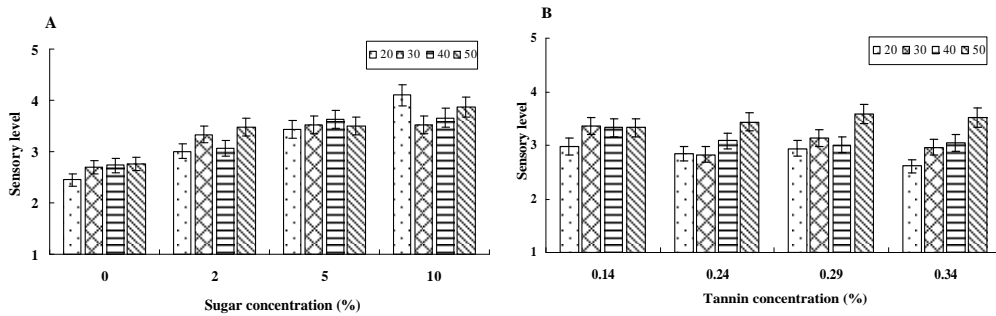 A
5
4
3
2
1
Sensory level
20 30 40 50
0 2 5 10
Sugar concentration (%)
B
5
4
3
2
1
Sensory level
20 30 40 50
0.14 0.24 0.29 0.34
Tannin concentration (%)